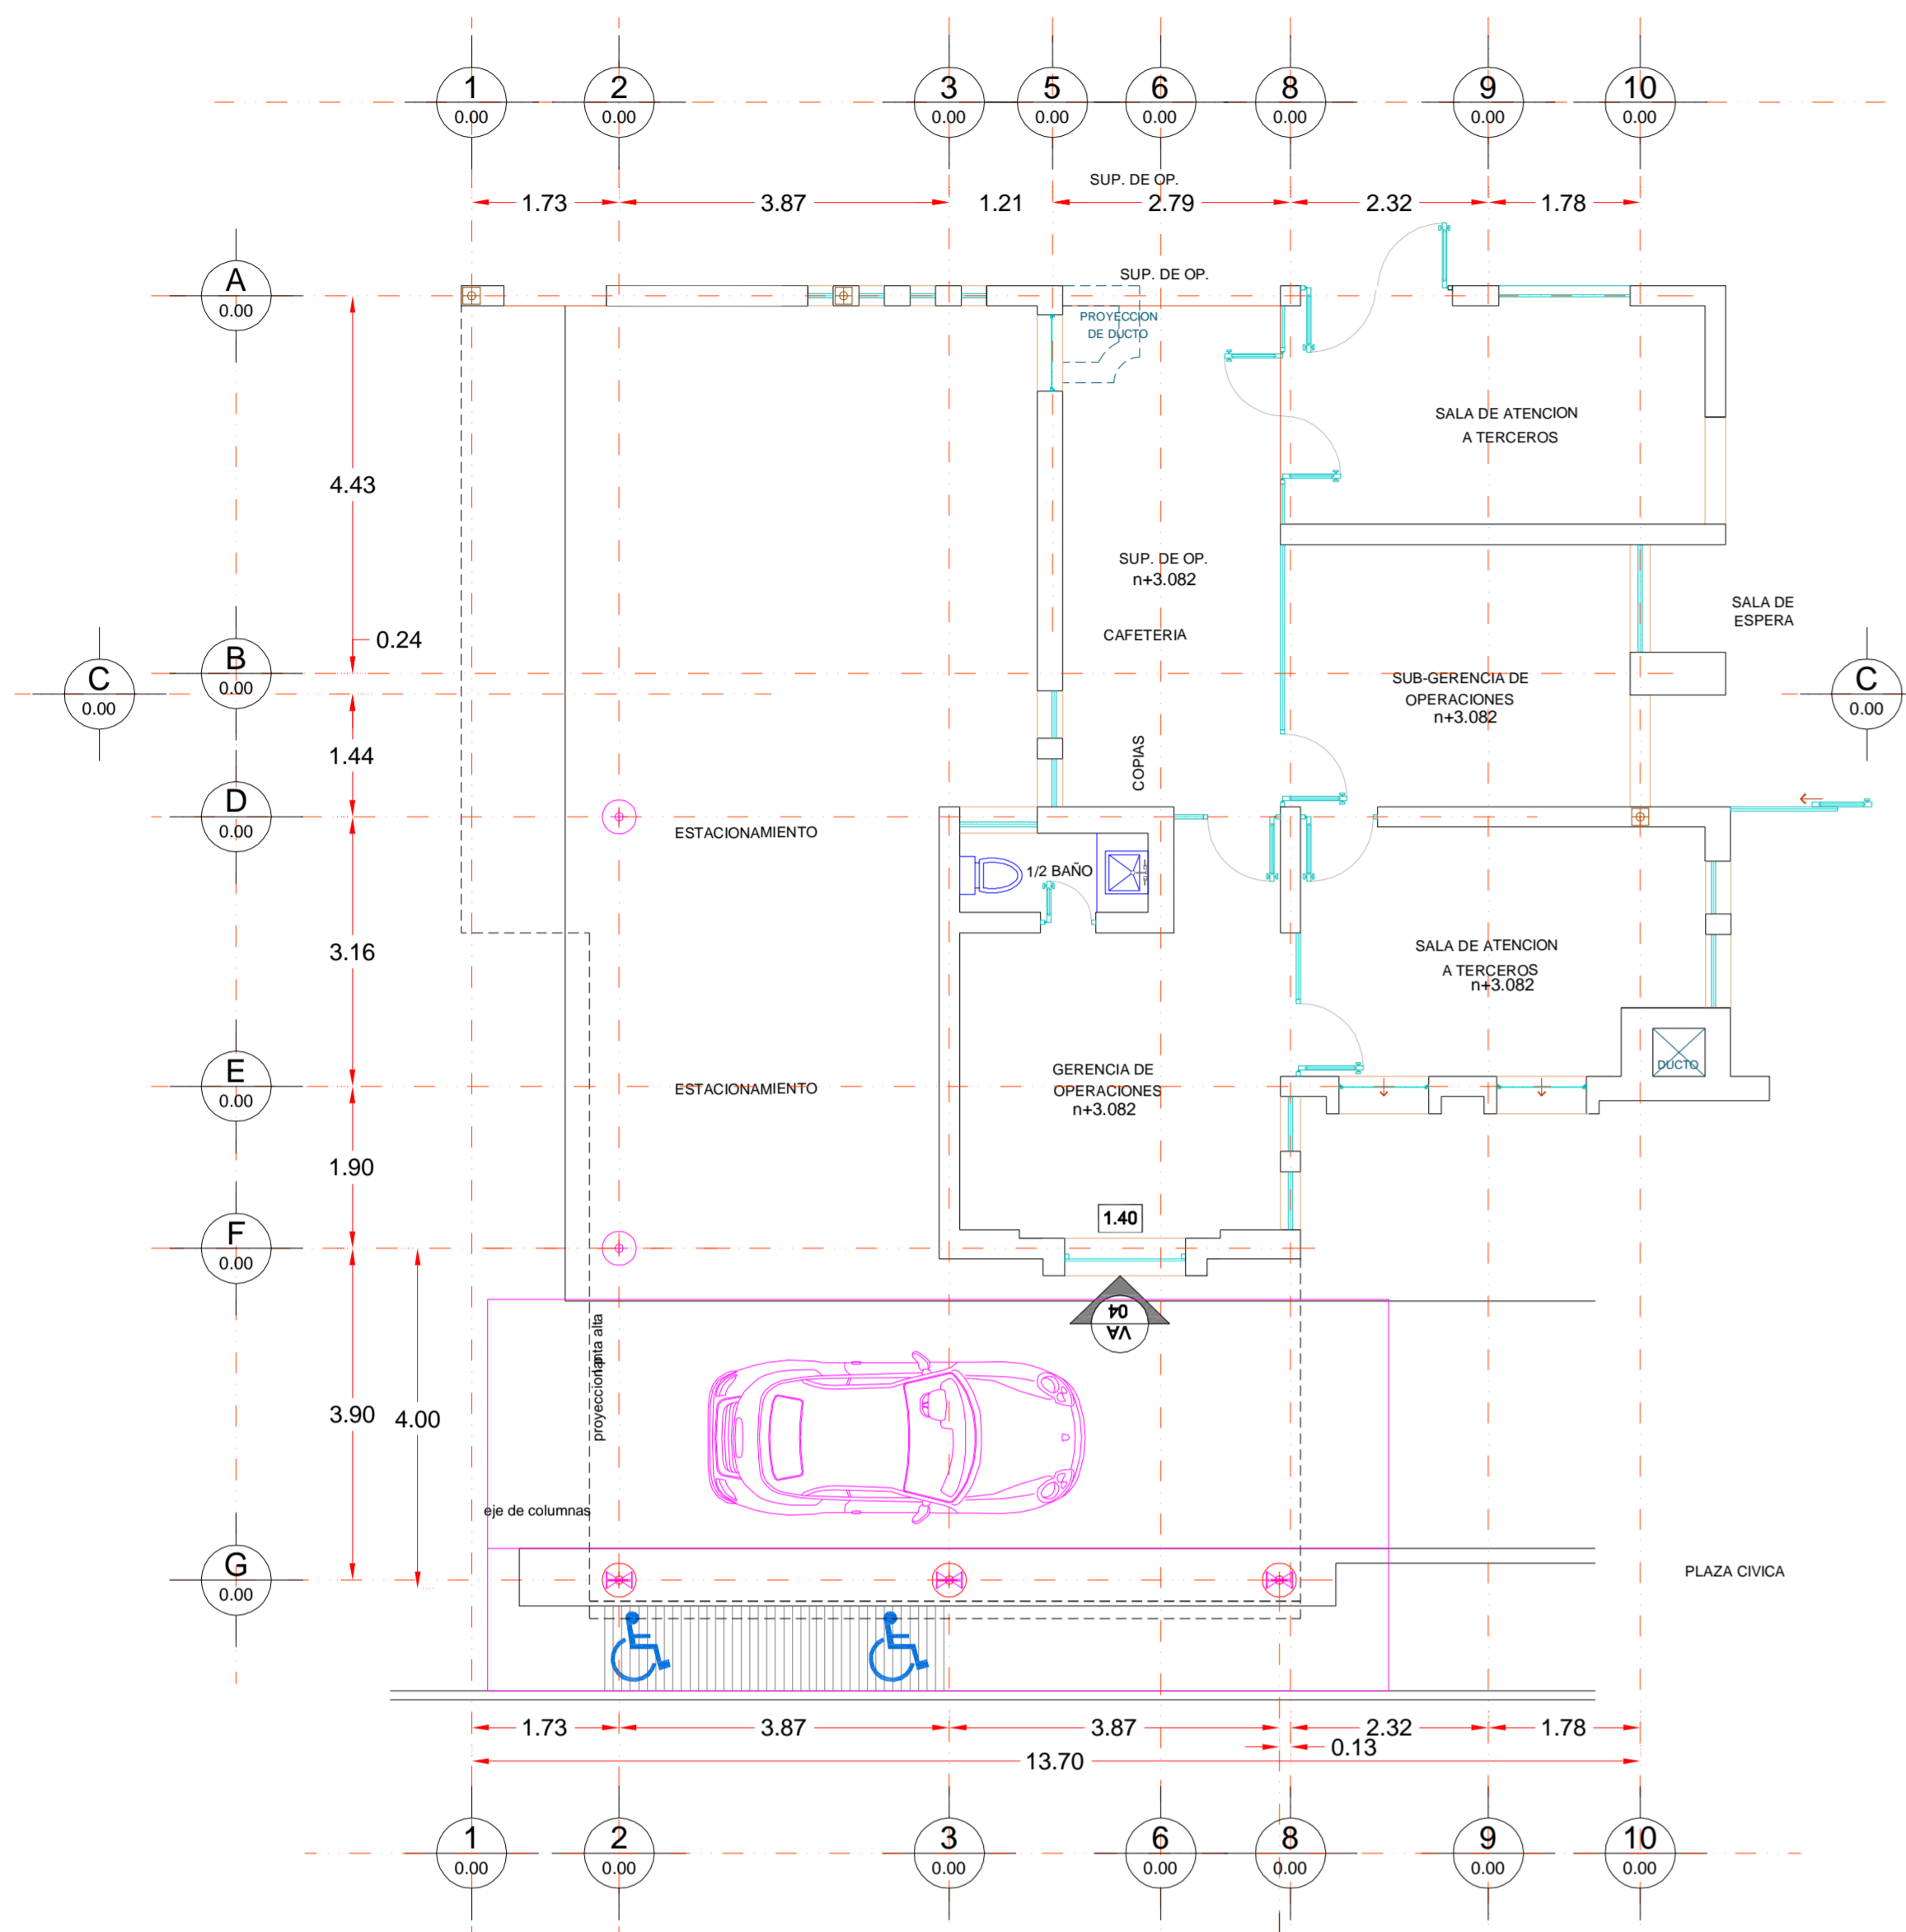 1 2 3 5 6 8 9 10
0.00 0.00 0.00 0.00 0.00 0.00 0.00 0.00
SUP. DE OP.
1.73 3.87 1.21 2.79 2.32 1.78
A
0.00
SUP. DE OP.
PROYECCION
DE DUCTO
SALA DE ATENCION
A TERCEROS
4.43
SUP. DE OP.
n+3.082
SALA DE
ESPERA
0.24
CAFETERIA
B
0.00
C
0.00
SUB-GERENCIA DE
OPERACIONES
n+3.082
C
0.00
1.44
COPIAS
D
0.00
ESTACIONAMIENTO
1/2 BAÑO
3.16
SALA DE ATENCION
A TERCEROS
n+3.082
DUCTO
E
0.00
ESTACIONAMIENTO
GERENCIA DE
OPERACIONES
n+3.082
1.90
1.40
F
0.00
04
VA
3.90 4.00
eje de columnas
G
0.00
PLAZA CIVICA
1.73 3.87 3.87 2.32 1.78
0.13
13.70
1 2 3 6 8 9 10
0.00 0.00 0.00 0.00 0.00 0.00 0.00